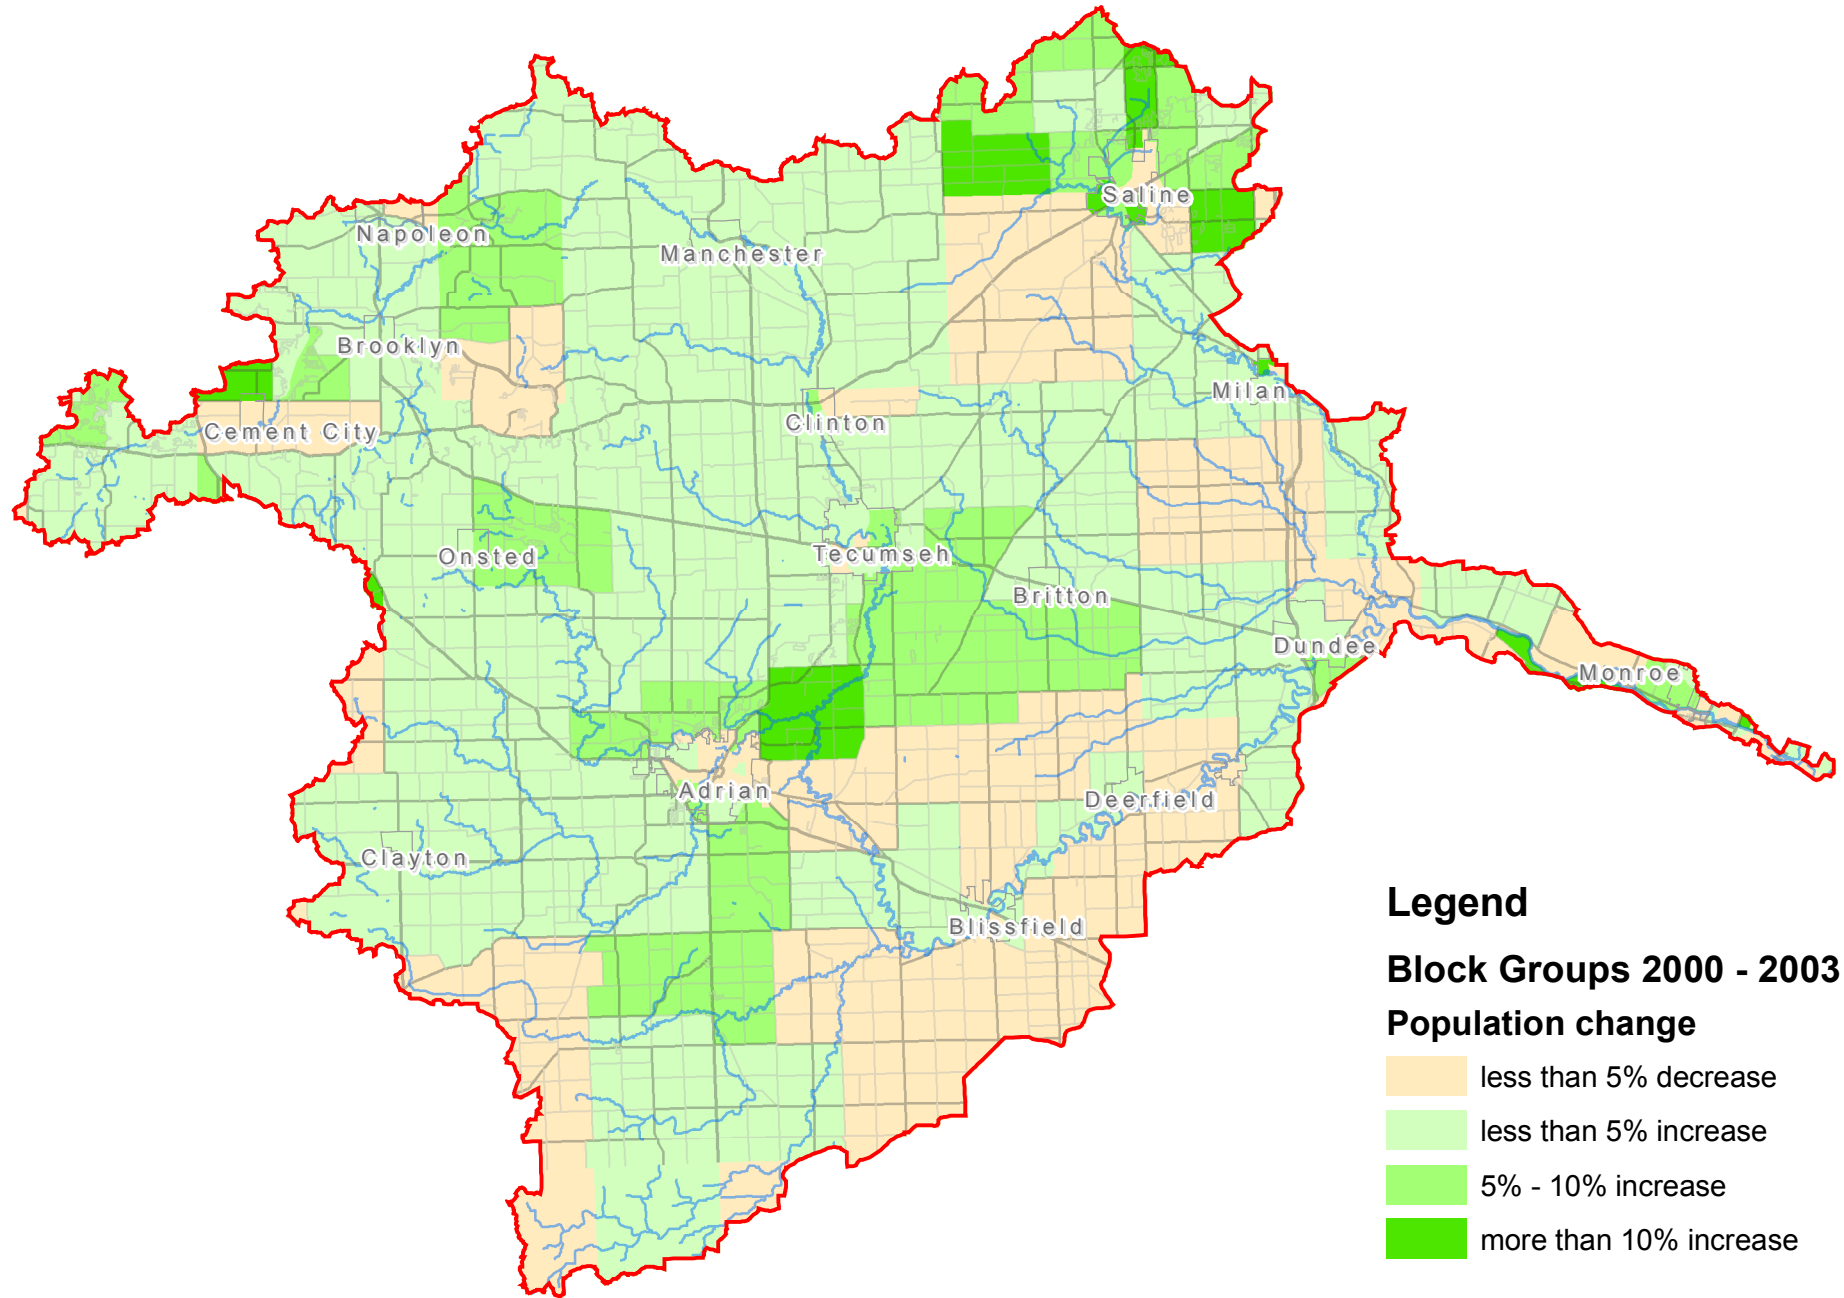 Saline
Napoleon
Manchester
Brooklyn
Milan
Clinton
Cement City
Tecumseh
Onsted
Britton
Dundee
Monroe
Adrian
Deerfield
Clayton
Blissfield
Legend
Block Groups 2000 - 2003
Population change
less than 5% decrease
less than 5% increase
5% - 10% increase
more than 10% increase